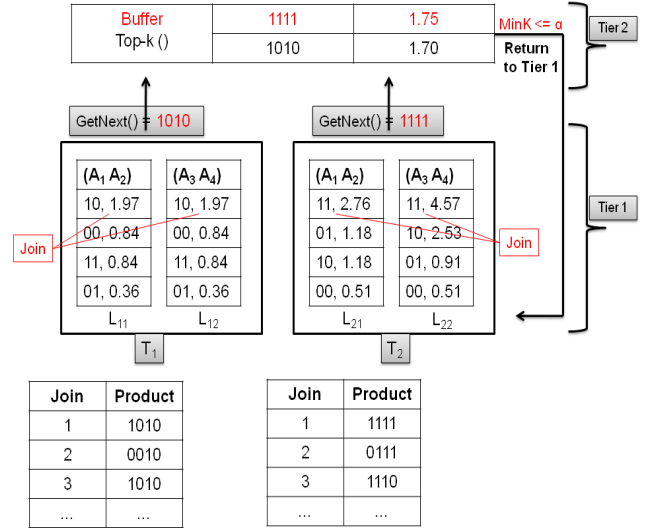 Buffer 1111 1.75
Top-k () 1010 1.70
MinK <= α
Return
to Tier 1
Tier 2
GetNext() = 1010
GetNext() = 1111
Tier 1
(A1 A2) (A3 A4)
10, 1.97 10, 1.97
00, 0.84 00, 0.84
11, 0.84 11, 0.84
01, 0.36 01, 0.36
Join
L11 L12
T1
(A1 A2) (A3 A4)
11, 2.76 11, 4.57
01, 1.18 10, 2.53
10, 1.18 01, 0.91
00, 0.51 00, 0.51
Join
L21 L22
T2
Join Product
1 1010
2 0010
3 1010
... ...
Join Product
1 1111
2 0111
3 1110
... ...